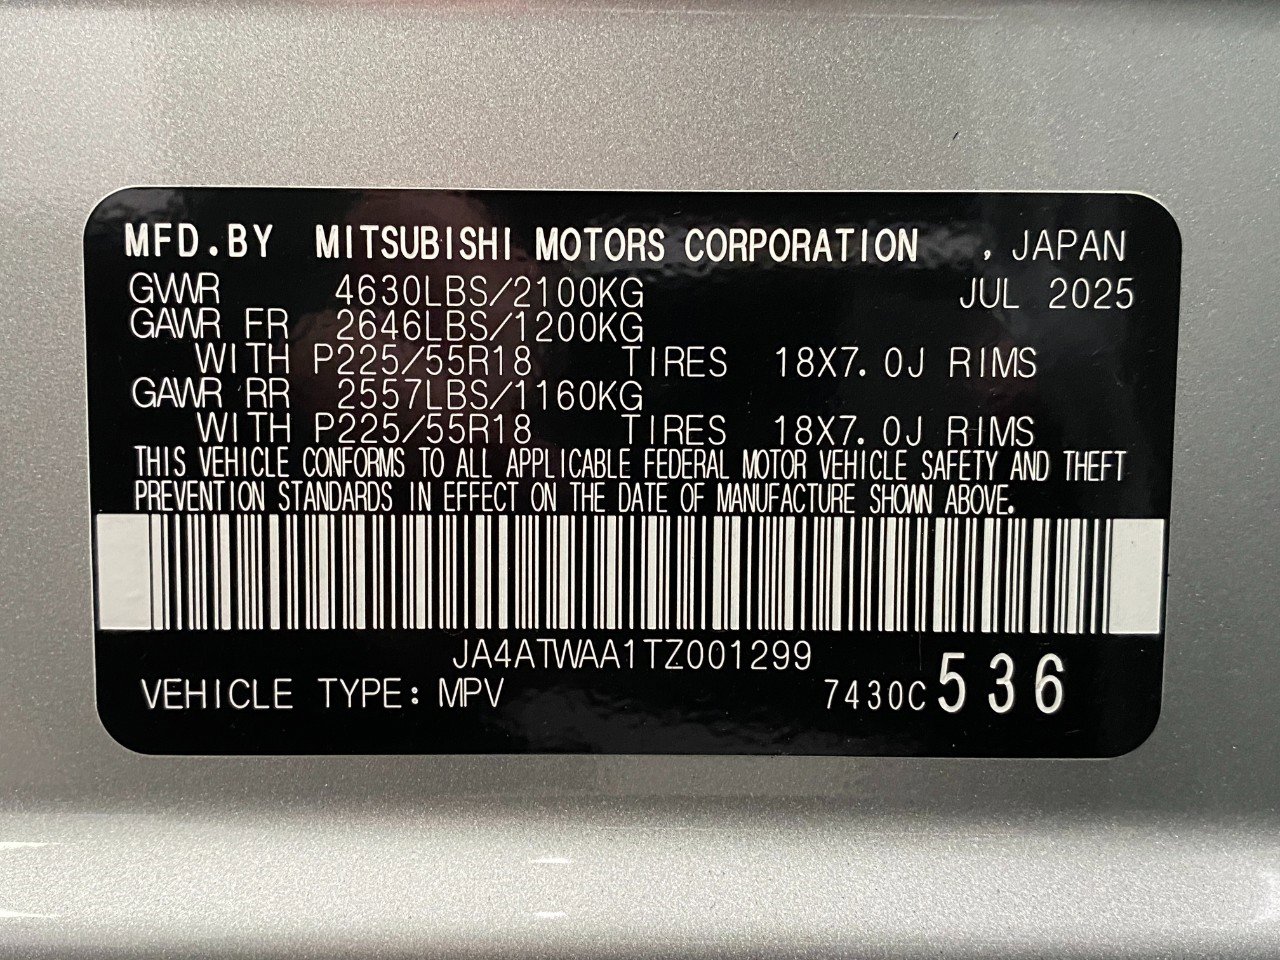 MFD.BY MITSUBISHI MOTORS CORPORATION , JAPAN
GVWR 4630LBS/2100KG JUL 2025
GAWR FR 2646LBS/1200KG
WITH P225/55R18 TIRES 18X7.0J RIMS
GAWR RR 2557LBS/1160KG
WITH P225/55R18 TIRES 18X7.0J RIMS
THIS VEHICLE CONFORMS TO ALL APPLICABLE FEDERAL MOTOR VEHICLE SAFETY AND THEFT
PREVENTION STANDARDS IN EFFECT ON THE DATE OF MANUFACTURE SHOWN ABOVE.
JA4ATWAA1TZ001299
VEHICLE TYPE: MPV 7430C 536